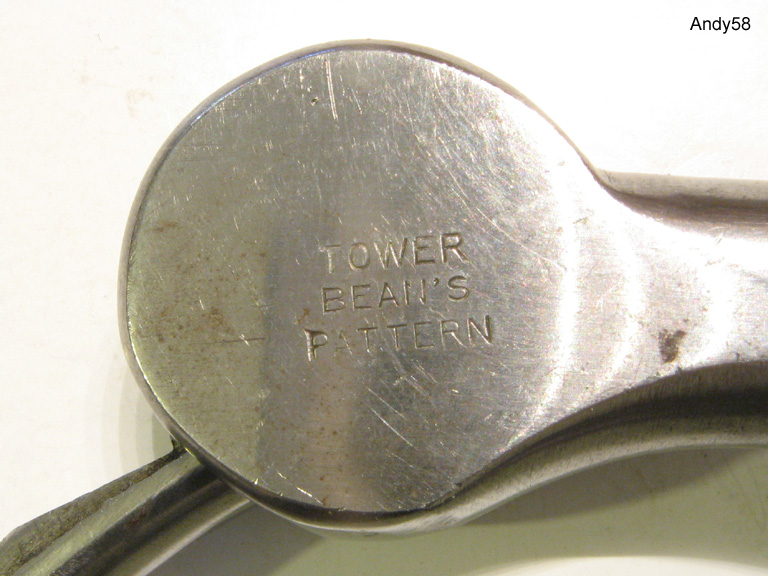 Andy58
TOWER
BEAN'S
PATTERN